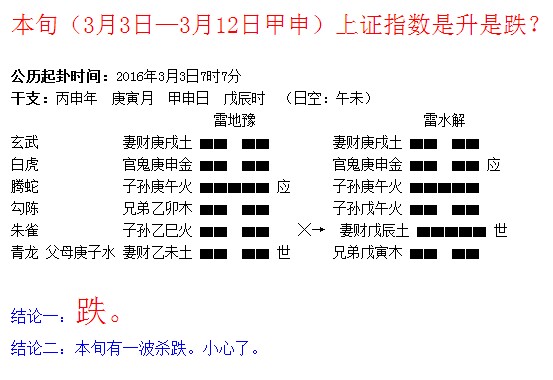 本旬（3月3日—3月12日甲申）上证指数是升是跌？
公历起卦时间：2016年3月3日7时7分
干支：丙申年 庚寅月 甲申日 戊辰时 （日空：午未）
雷地豫 雷水解
玄武 妻财庚戌土 妻财庚戌土
白虎 官鬼庚申金 官鬼庚申金 应
腾蛇 子孙庚午火 应 子孙庚午火
勾陈 兄弟乙卯木 子孙戊午火
朱雀 子孙乙巳火 ×→ 妻财戊辰土 世
青龙 父母庚子水 妻财乙未土 世 兄弟戊寅木
结论一：跌。
结论二：本旬有一波杀跌。小心了。